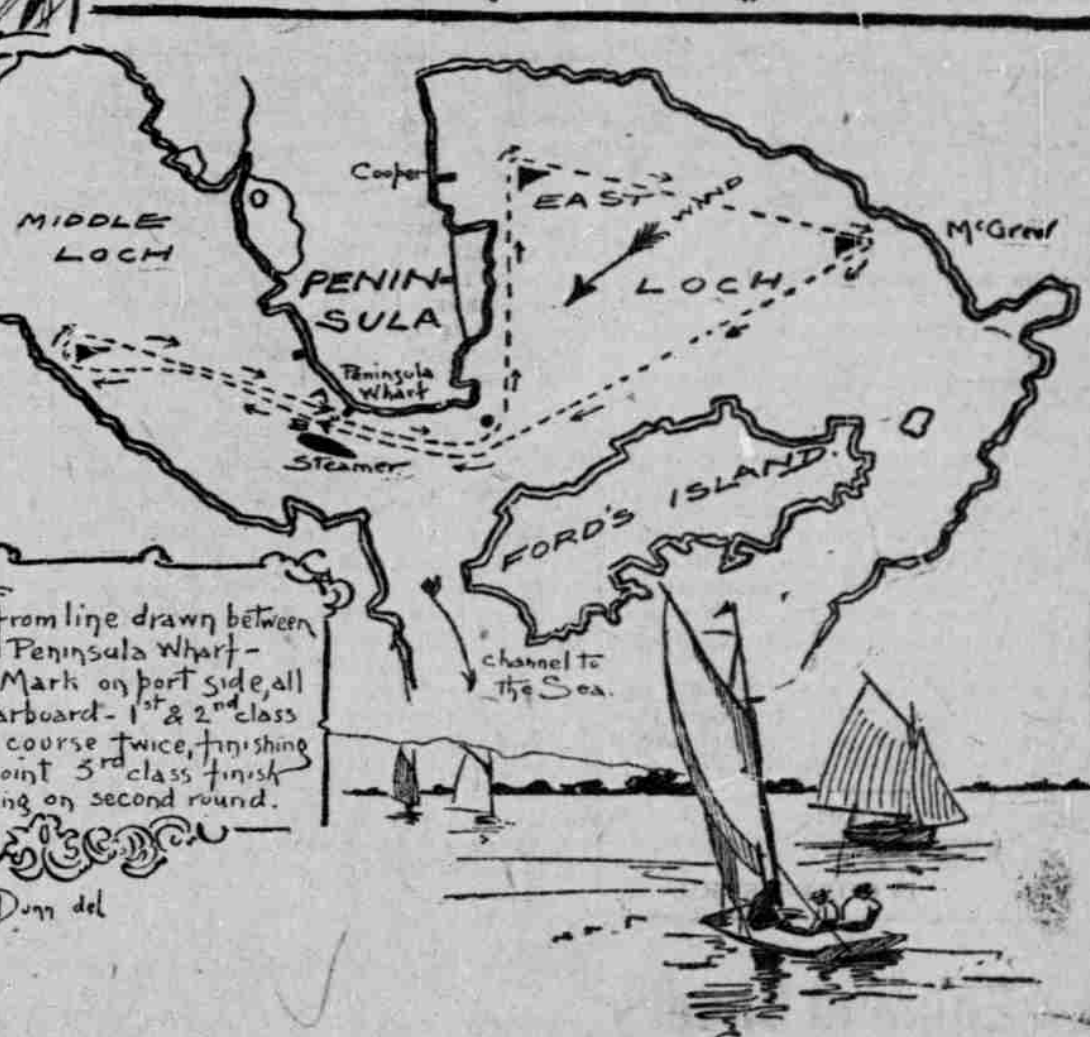 Cooper
EAST
WIND
MIDDLE
LOCH
McGrew
PENIN-
SULA
LOCH
Peninsula
Wharf
Steamer
FORD'S ISLAND.
from line drawn between
Peninsula Wharf-
Mark on port side, all
arboard- 1st & 2nd class
course twice, finishing
oint 3rd class finish
ng on second round.
channel to
the Sea.
Dunn del